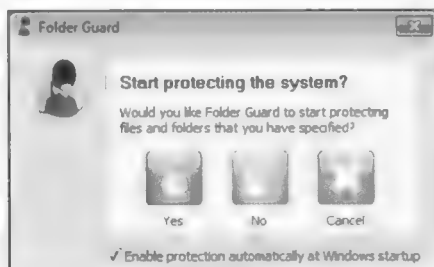 Folder Guard
Start protecting the system?
Would you like Folder Guard to start protecting
files and folders that you have specified?
Yes No Cancel
Enable protection automatically at Windows startup